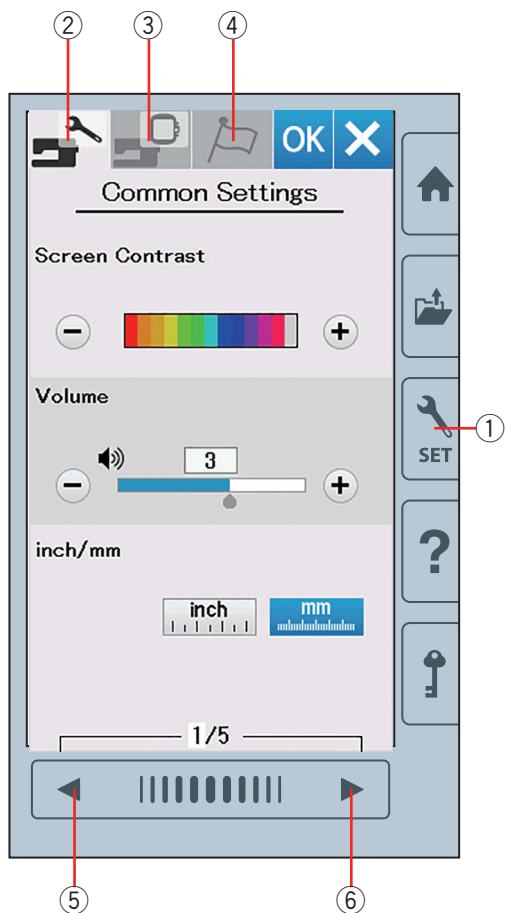 ② ③ ④
OK
Common Settings
Screen Contrast
Volume
3
① 
SET
inch/mm
inch mm
?
1/5
⑤ ⑥